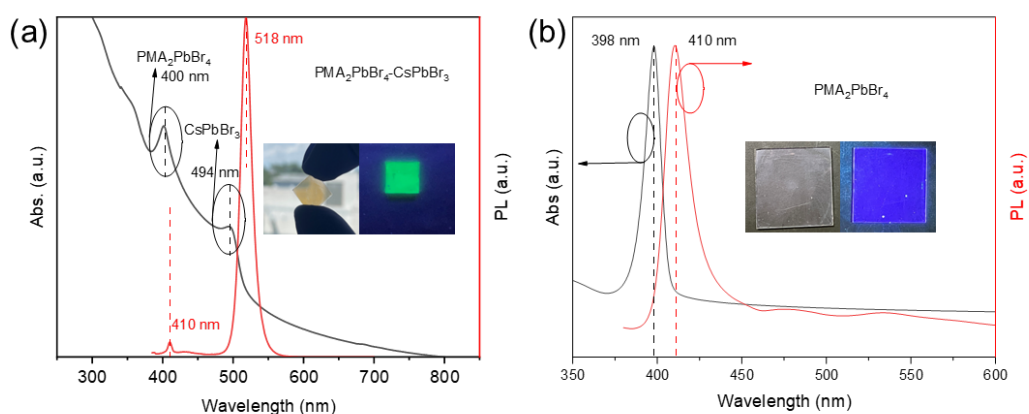 (a)
518 nm
PMA₂PbBr₄
400 nm
PMA₂PbBr₄-CsPbBr₃
CsPbBr₃
494 nm
410 nm
Abs. (a.u.)
PL (a.u.)
300 400 500 600 700 800
Wavelength (nm)
(b)
398 nm
410 nm
PMA₂PbBr₄
Abs (a.u.)
PL (a.u.)
350 400 450 500 550 600
Wavelength (nm)